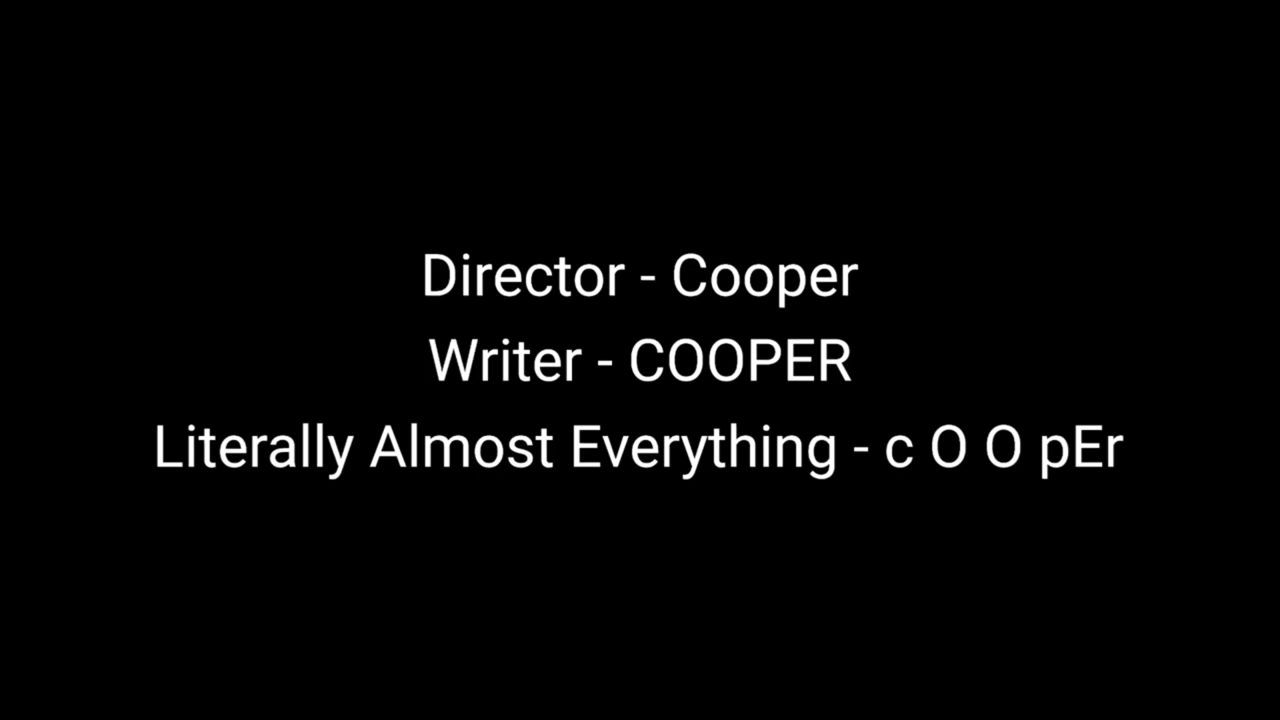 Director - Cooper
Writer - COOPER
Literally Almost Everything - c O O pEr